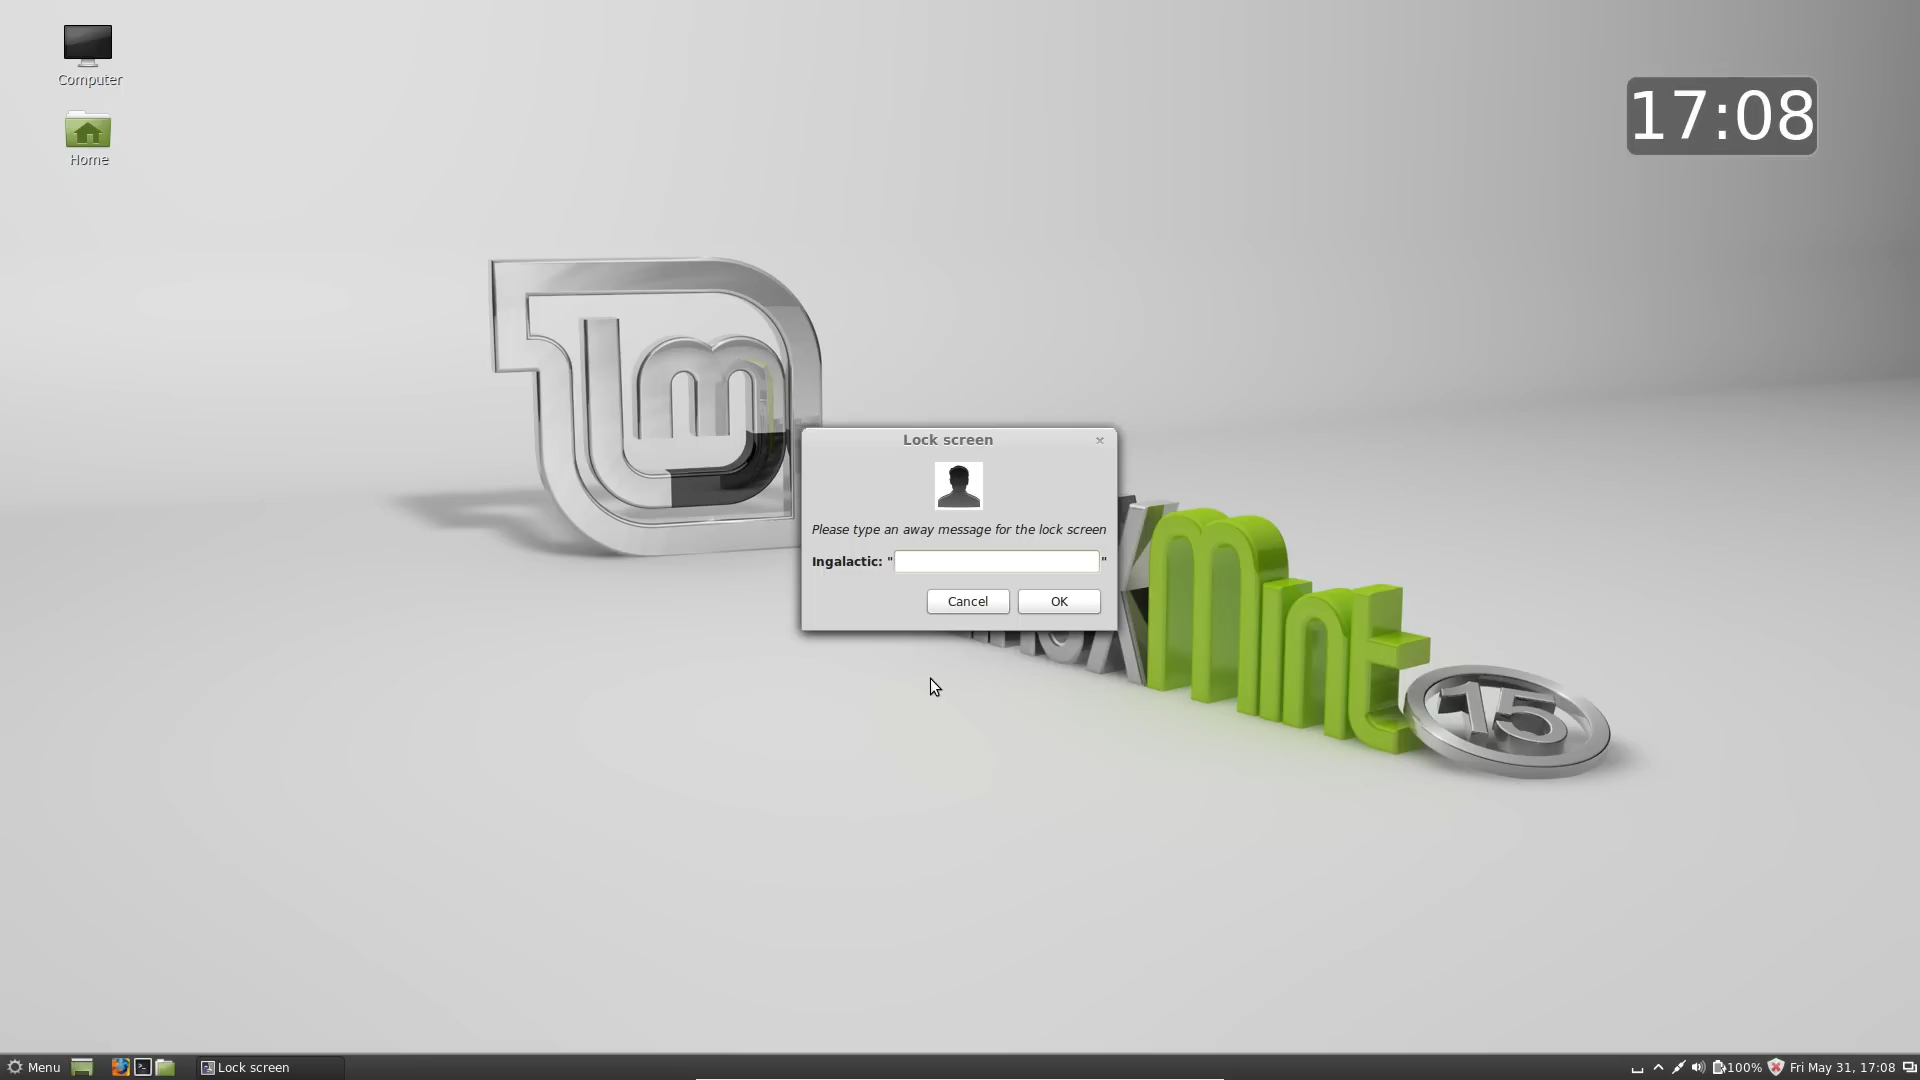 Computer
Home
17:08
Lock screen
Please type an away message for the lock screen
Ingalactic: " "
Cancel
OK
Mint
15
Menu
Lock screen
100%
Fri May 31, 17:08